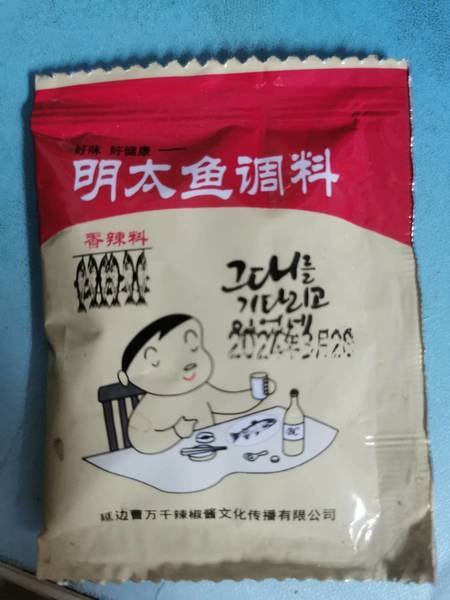 好味 好健康
明太鱼调料
香辣料
그대를
기다리고
2024年3月28
延边曹万千辣椒酱文化传播有限公司